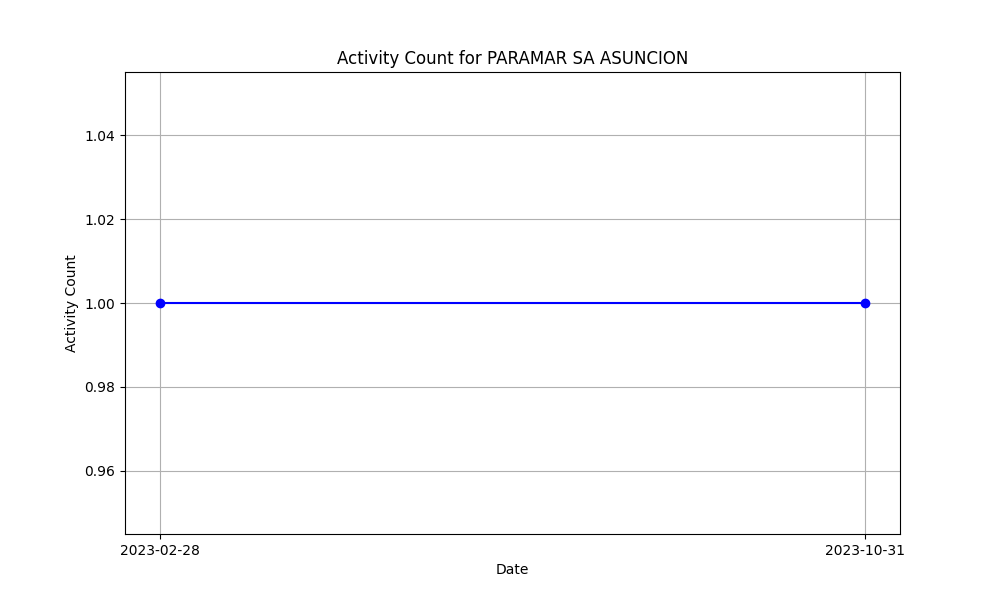 Activity Count for PARAMAR SA ASUNCION
1.04
1.02
1.00
0.98
0.96
Activity Count
2023-02-28
2023-10-31
Date